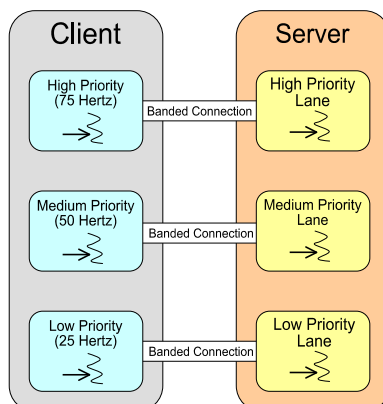 Client
Server
High Priority
(75 Hertz)
Banded Connection
High Priority
Lane
Medium Priority
(50 Hertz)
Banded Connection
Medium Priority
Lane
Low Priority
(25 Hertz)
Banded Connection
Low Priority
Lane